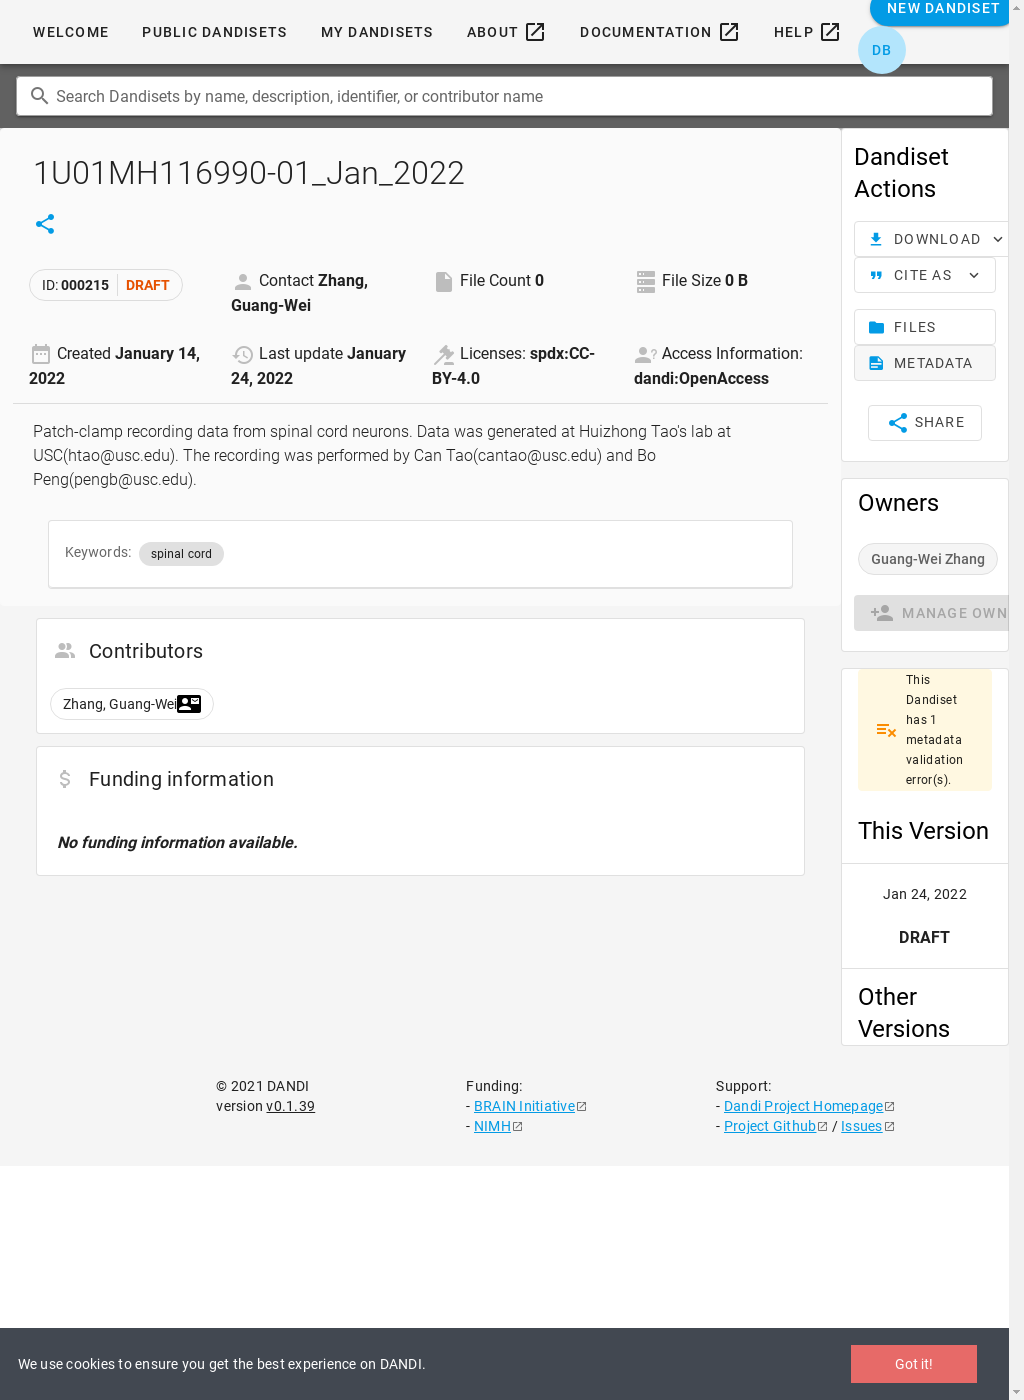 WELCOME PUBLIC DANDISETS MY DANDISETS ABOUT DOCUMENTATION HELP NEW DANDISET
DB
Search Dandisets by name, description, identifier, or contributor name
1U01MH116990-01_Jan_2022
ID: 000215 DRAFT
Contact Zhang,
Guang-Wei
File Count 0
File Size 0 B
Created January 14,
2022
Last update January
24, 2022
Licenses: spdx:CC-
BY-4.0
Access Information:
dandi:OpenAccess
Patch-clamp recording data from spinal cord neurons. Data was generated at Huizhong Tao's lab at
USC(htao@usc.edu). The recording was performed by Can Tao(cantao@usc.edu) and Bo
Peng(pengb@usc.edu).
Keywords: spinal cord
Contributors
Zhang, Guang-Wei
Funding information
No funding information available.
Dandiset
Actions
DOWNLOAD
CITE AS
FILES
METADATA
SHARE
Owners
Guang-Wei Zhang
MANAGE OWN
This
Dandiset
has 1
metadata
validation
error(s).
This Version
Jan 24, 2022
DRAFT
Other
Versions
© 2021 DANDI
version v0.1.39
Funding:
- BRAIN Initiative
- NIMH
Support:
- Dandi Project Homepage
- Project Github / Issues
We use cookies to ensure you get the best experience on DANDI.
Got it!